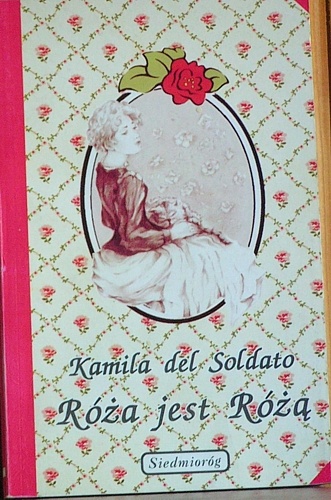 Kamila del Soldato
Róża jest Różą
Siedmioróg